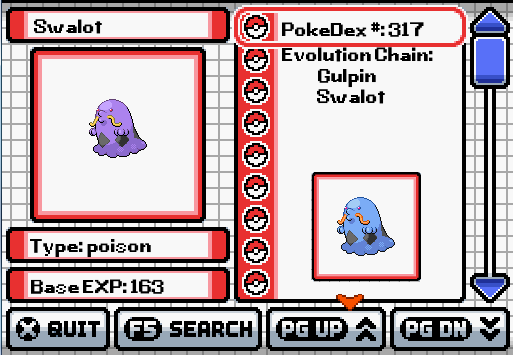 Swalot
PokeDex #:317
Evolution Chain:
Gulpin
Swalot
Type: poison
Base EXP:163
X QUIT
F5 SEARCH
PG UP
PG DN